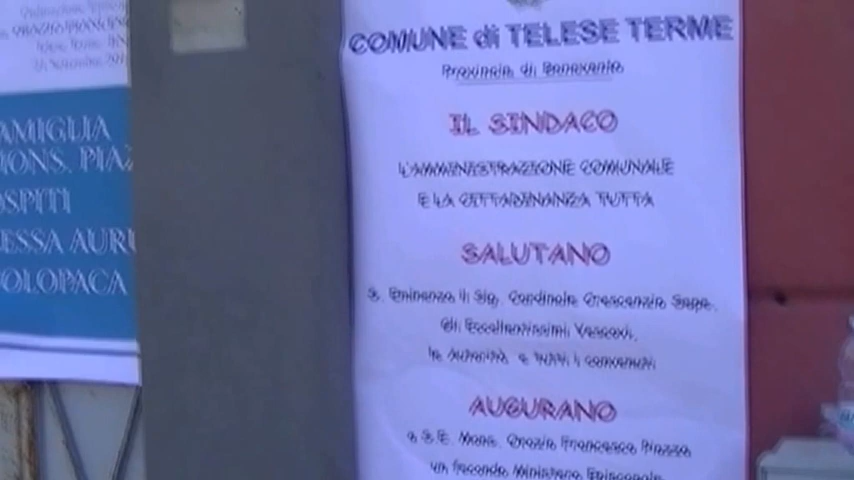 AMIGLIA
MONS. PIAZ
OSPITI
ESSA AURU
SOLOPACA
COMUNE di TELESE TERME
Provincia di Benevento
IL SINDACO
L'AMMINISTRAZIONE COMUNALE
E LA CITTADINANZA TUTTA
SALUTANO
S. Eminenza il Sig. Cardinale Crescenzio Sepe,
Gli Eccellentissimi Vescovi,
le Autorità e tutti i convenuti
AUGURANO
a S.E. Mons. Orazio Francesco Piazza
un fecondo Ministero Episcopale